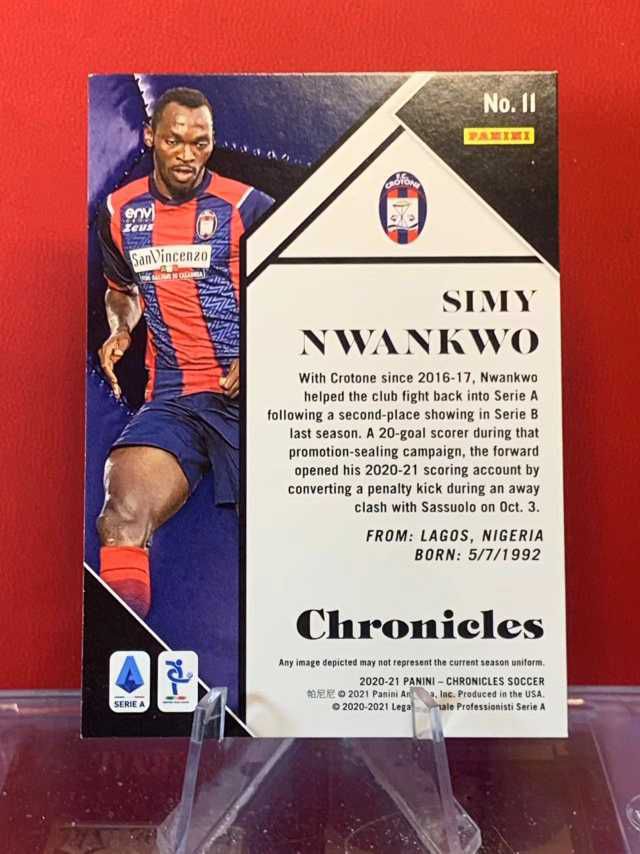 No. 11
PANINI
F.C.
CROTONE
envi
Zeus
San Vincenzo
SIMY
NWANKWO
With Crotone since 2016-17, Nwankwo
helped the club fight back into Serie A
following a second-place showing in Serie B
last season. A 20-goal scorer during that
promotion-sealing campaign, the forward
opened his 2020-21 scoring account by
converting a penalty kick during an away
clash with Sassuolo on Oct. 3.
FROM: LAGOS, NIGERIA
BORN: 5/7/1992
Chronicles
Any image depicted may not represent the current season uniform.
2020-21 PANINI – CHRONICLES SOCCER
帕尼尼 © 2021 Panini America, Inc. Produced in the USA.
© 2020-2021 Lega Professionisti Serie A
SERIE A